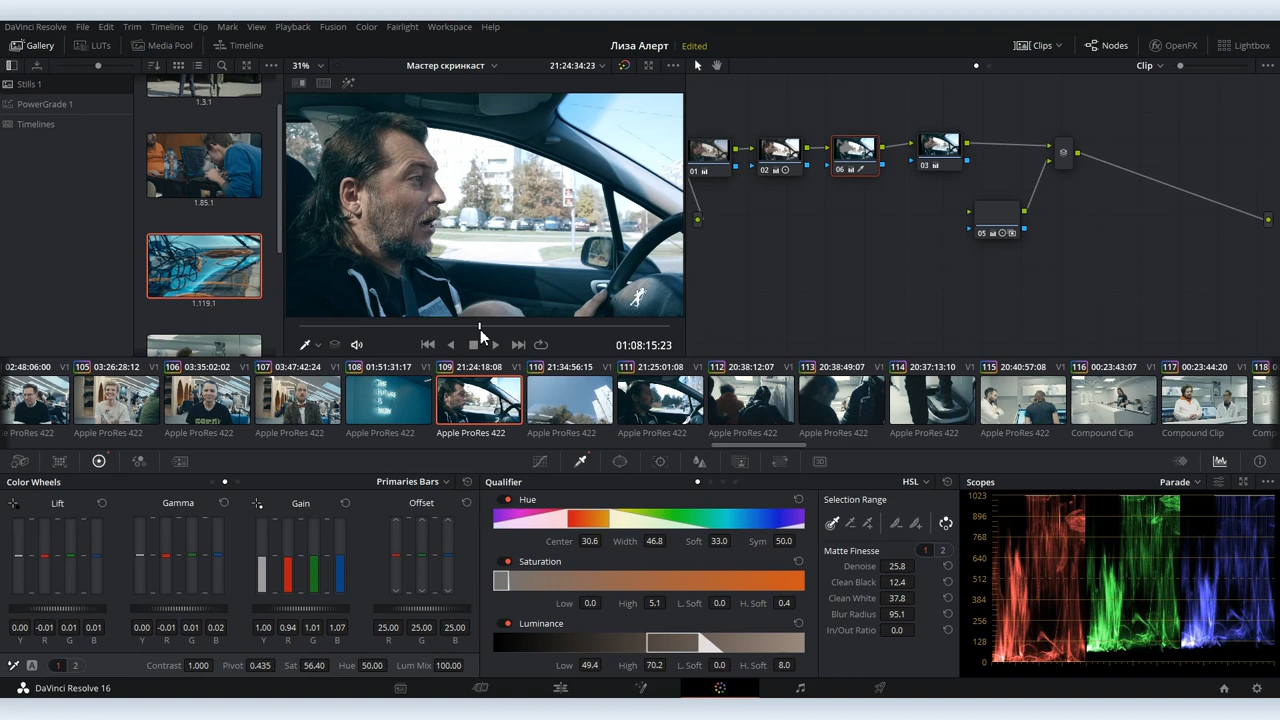 DaVinci Resolve File Edit Trim Timeline Clip Mark View Playback Fusion Color Fairlight Workspace Help
Gallery LUTs Media Pool Timeline Лиза Алерт Edited Clips Nodes OpenFX Lightbox
31% Мастер скринкаст 21:24:34:23 Clip
Stills 1
PowerGrade 1
Timelines
1.3.1
1.85.1
1.119.1
01 02 06 03
05
01:08:15:23
02:48:06:00 V1 105 03:26:28:12 V1 106 03:35:02:02 V1 107 03:47:42:24 V1 108 01:51:31:17 V1 109 21:24:18:08 V1 110 21:34:56:15 V1 111 21:25:01:08 V1 112 20:38:12:07 V1 113 20:38:49:07 V1 114 20:37:13:10 V1 115 20:40:57:08 V1 116 00:23:43:07 V1 117 00:23:44:20 V1 118
THE FUTURE IS NOW
e ProRes 422 Apple ProRes 422 Apple ProRes 422 Apple ProRes 422 Apple ProRes 422 Apple ProRes 422 Apple ProRes 422 Apple ProRes 422 Apple ProRes 422 Apple ProRes 422 Apple ProRes 422 Apple ProRes 422 Compound Clip Compound Clip Comp
Color Wheels Primaries Bars Qualifier HSL Scopes Parade
Lift Gamma Gain Offset
0.00 -0.01 0.01 0.01 0.00 -0.01 0.01 0.02 1.00 0.94 1.01 1.07 25.00 25.00 25.00
Y R G B Y R G B Y R G B R G B
A 1 2 Contrast 1.000 Pivot 0.435 Sat 56.40 Hue 50.00 Lum Mix 100.00
Hue
Center 30.6 Width 46.8 Soft 33.0 Sym 50.0
Saturation
Low 0.0 High 5.1 L. Soft 0.0 H. Soft 0.4
Luminance
Low 49.4 High 70.2 L. Soft 0.0 H. Soft 8.0
Selection Range
Matte Finesse 1 2
Denoise 25.8
Clean Black 12.4
Clean White 37.8
Blur Radius 95.1
In/Out Ratio 0.0
1023
896
768
640
512
384
256
128
0
DaVinci Resolve 16